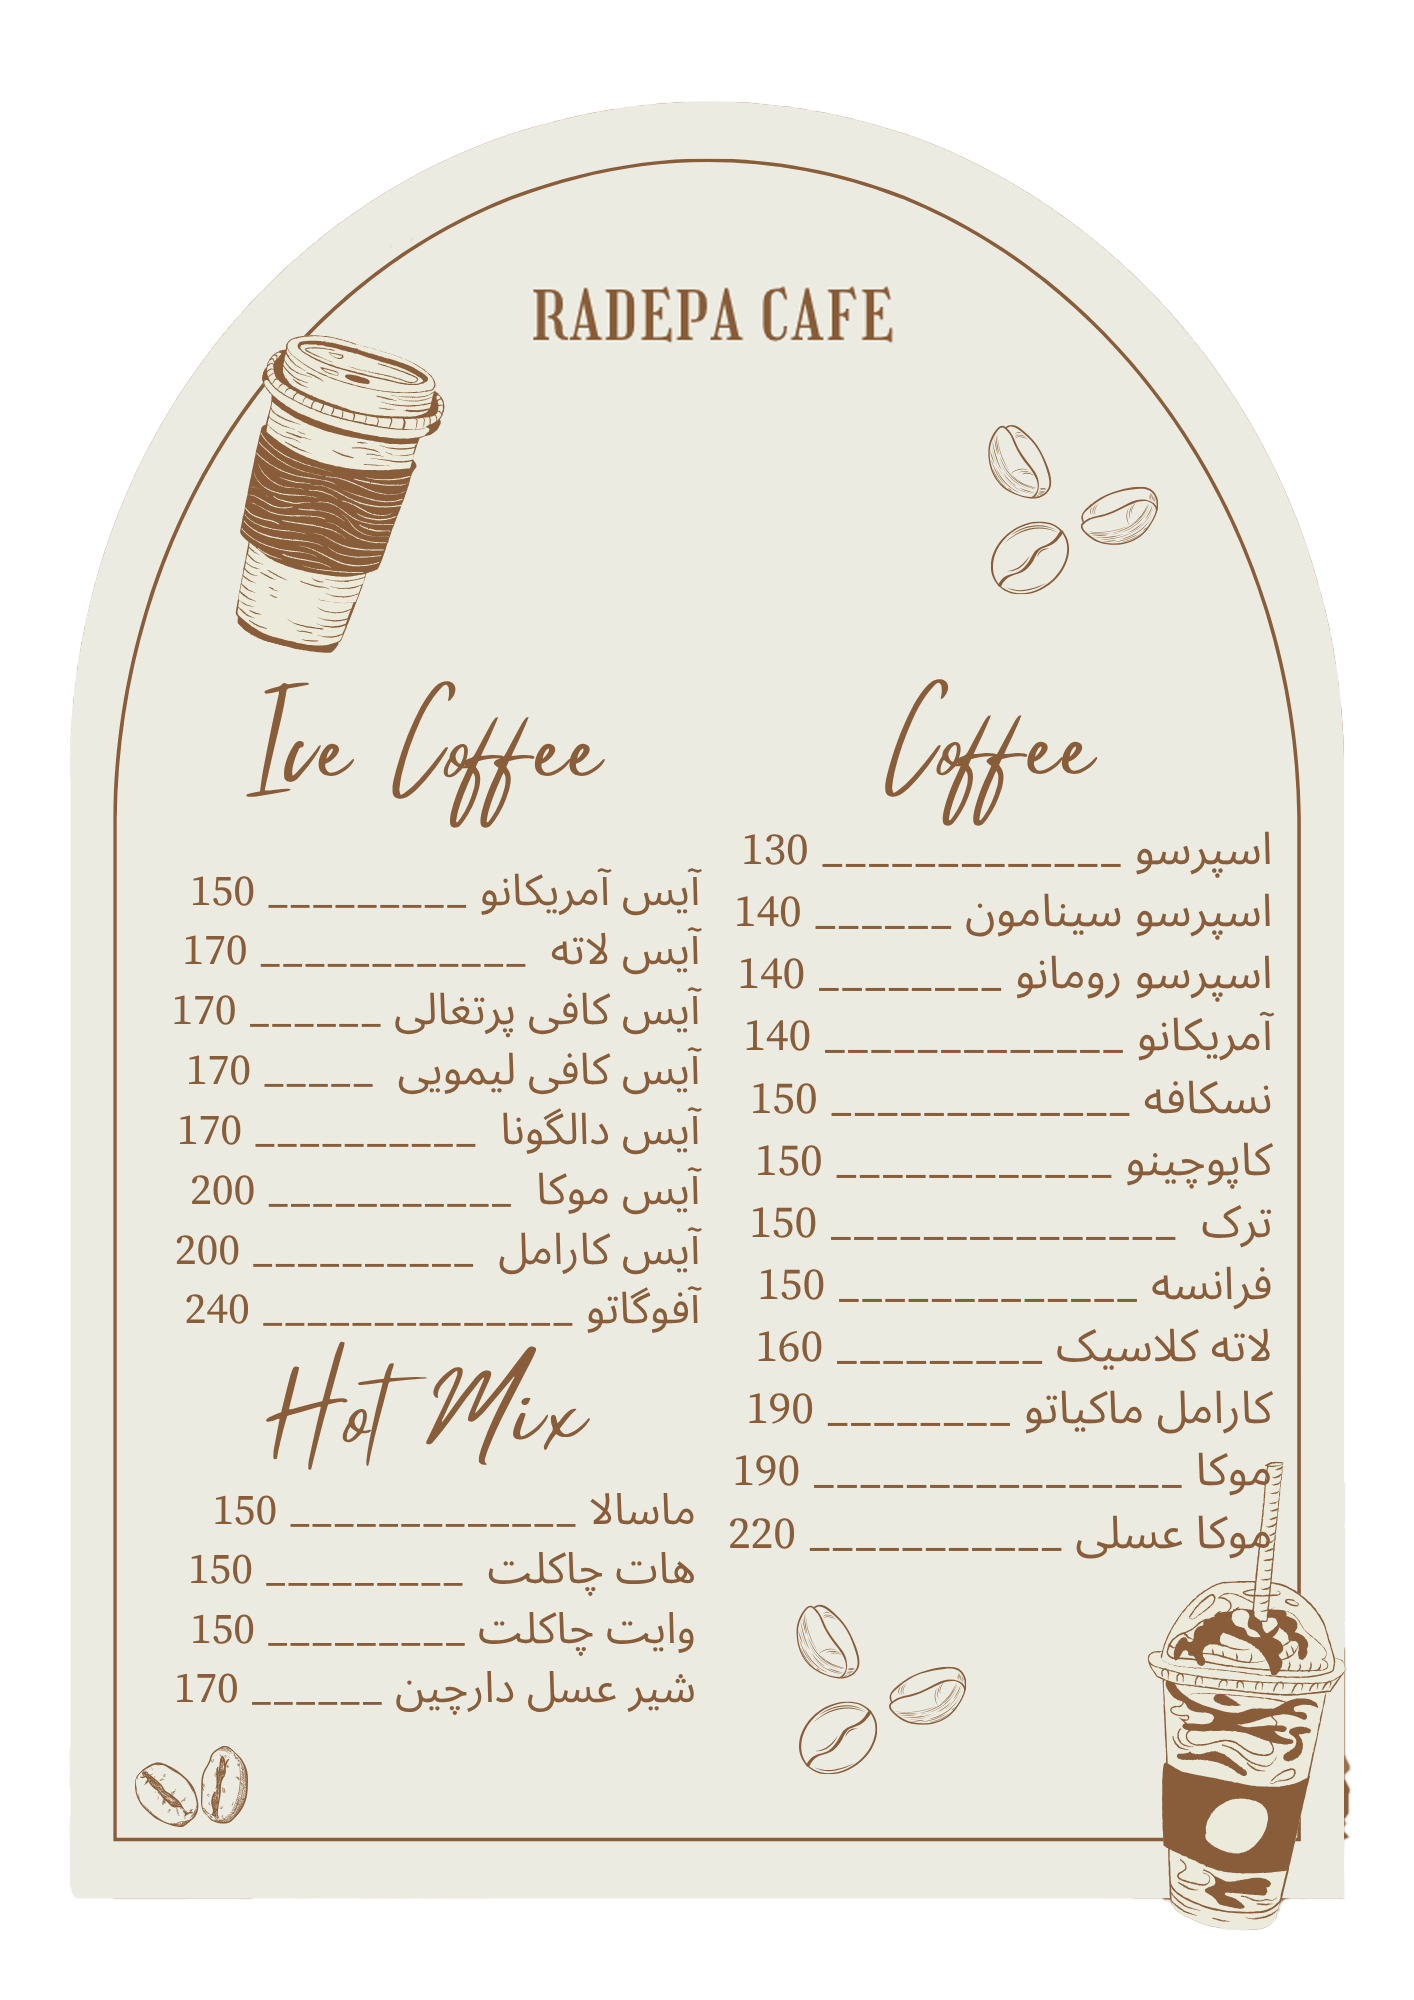 RADEPA CAFE
Coffee
اسپرسو _____________ 130
اسپرسو سینامون ______ 140
اسپرسو رومانو ________ 140
آمریکانو _____________ 140
نسکافه _____________ 150
کاپوچینو ____________ 150
ترک _______________ 150
فرانسه _____________ 150
لاته کلاسیک _________ 160
کارامل ماکیاتو ________ 190
موکا ________________ 190
موکا عسلی ___________ 220
Ice Coffee
آیس آمریکانو _________ 150
آیس لاته ____________ 170
آیس کافی پرتغالی ______ 170
آیس کافی لیمویی _____ 170
آیس دالگونا __________ 170
آیس موکا ___________ 200
آیس کارامل __________ 200
آفوگاتو ______________ 240
Hot Mix
ماسالا _____________ 150
هات چاکلت _________ 150
وایت چاکلت _________ 150
شیر عسل دارچین ______ 170